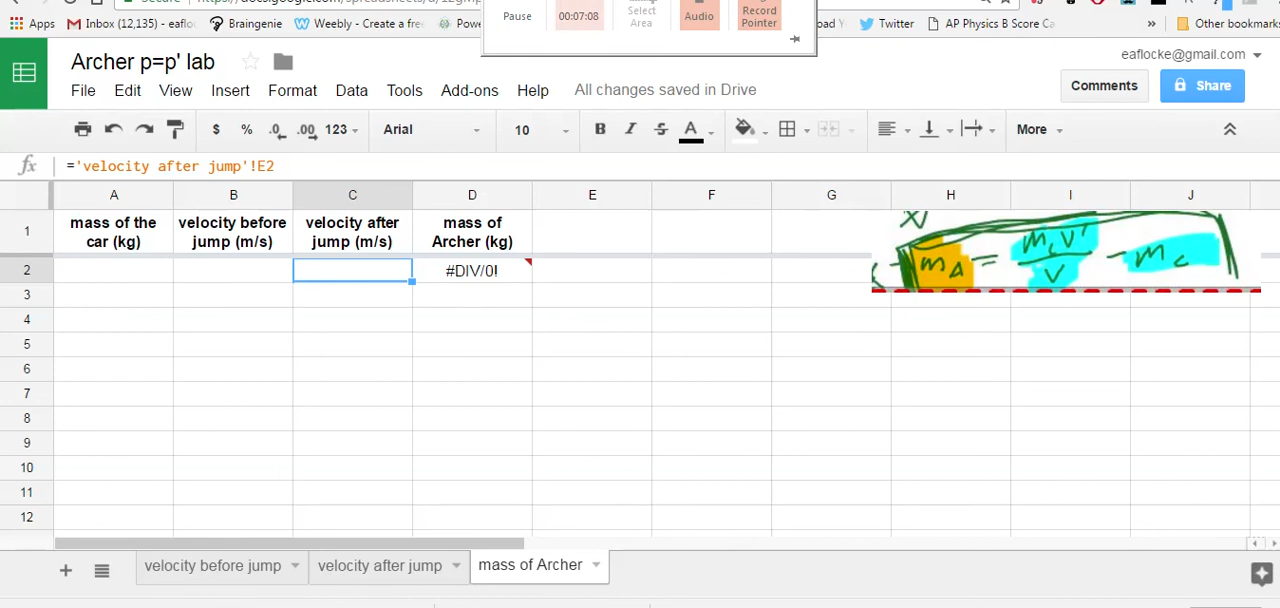 Pause
00:07:08
Select Area
Audio
Record Pointer
Apps
Inbox (12,135) - eaflo
Braingenie
Weebly - Create a free
Twitter
AP Physics B Score Ca
»
Other bookmarks
Archer p=p' lab
eaflocke@gmail.com
File Edit View Insert Format Data Tools Add-ons Help All changes saved in Drive
Comments
Share
$ % .0 .00 123 Arial 10 B I S A More
fx ='velocity after jump'!E2
A B C D E F G H I J
1 mass of the car (kg) velocity before jump (m/s) velocity after jump (m/s) mass of Archer (kg)
2 #DIV/0!
mA = mcv' / v - mc
3
4
5
6
7
8
9
10
11
12
velocity before jump velocity after jump mass of Archer